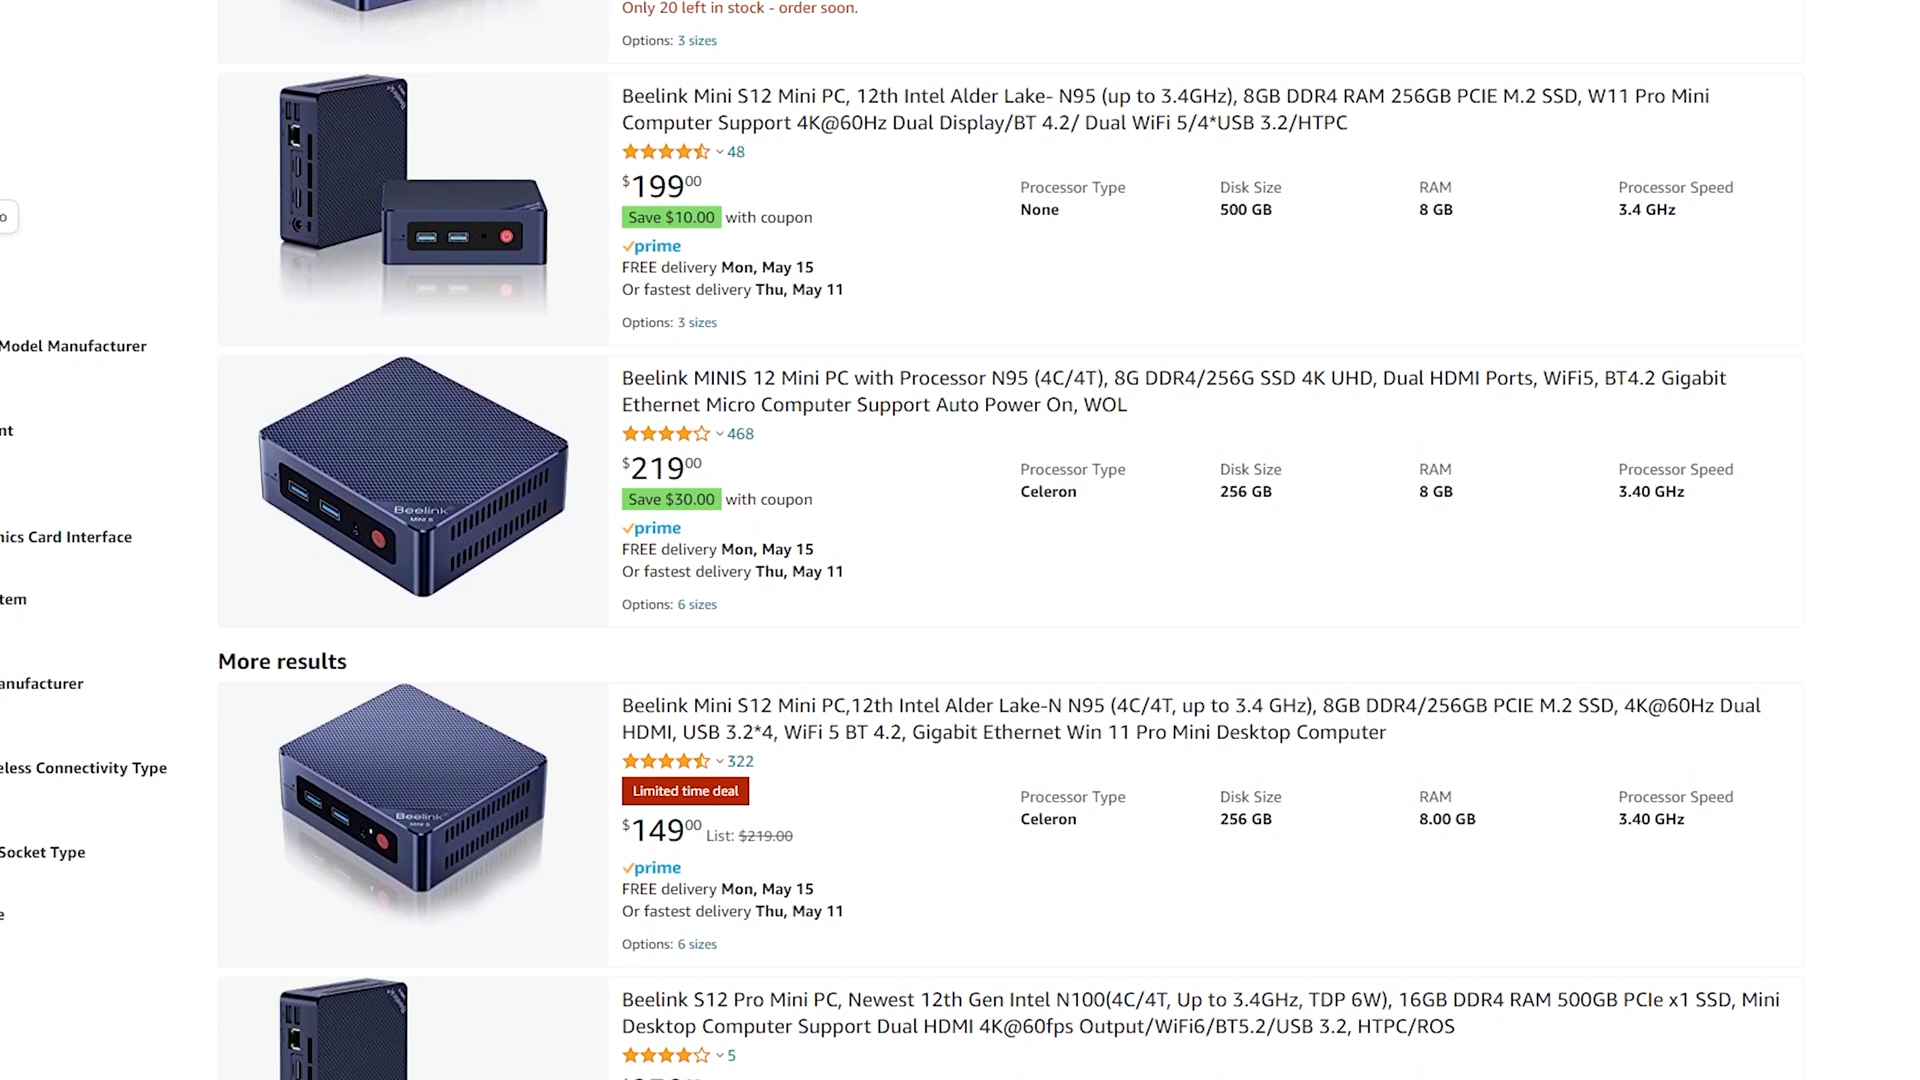 Only 20 left in stock - order soon.
Options: 3 sizes
Beelink Mini S12 Mini PC, 12th Intel Alder Lake- N95 (up to 3.4GHz), 8GB DDR4 RAM 256GB PCIE M.2 SSD, W11 Pro Mini
Computer Support 4K@60Hz Dual Display/BT 4.2/ Dual WiFi 5/4*USB 3.2/HTPC
48
$19900
Save $10.00 with coupon
prime
FREE delivery Mon, May 15
Or fastest delivery Thu, May 11
Options: 3 sizes
Processor Type
None
Disk Size
500 GB
RAM
8 GB
Processor Speed
3.4 GHz
o
Model Manufacturer
nt
nics Card Interface
tem
anufacturer
eless Connectivity Type
Socket Type
e
Beelink
MINI S
Beelink MINIS 12 Mini PC with Processor N95 (4C/4T), 8G DDR4/256G SSD 4K UHD, Dual HDMI Ports, WiFi5, BT4.2 Gigabit
Ethernet Micro Computer Support Auto Power On, WOL
468
$21900
Save $30.00 with coupon
prime
FREE delivery Mon, May 15
Or fastest delivery Thu, May 11
Options: 6 sizes
Processor Type
Celeron
Disk Size
256 GB
RAM
8 GB
Processor Speed
3.40 GHz
More results
Beelink
MINI S
Beelink Mini S12 Mini PC,12th Intel Alder Lake-N N95 (4C/4T, up to 3.4 GHz), 8GB DDR4/256GB PCIE M.2 SSD, 4K@60Hz Dual
HDMI, USB 3.2*4, WiFi 5 BT 4.2, Gigabit Ethernet Win 11 Pro Mini Desktop Computer
322
Limited time deal
$14900 List: $219.00
prime
FREE delivery Mon, May 15
Or fastest delivery Thu, May 11
Options: 6 sizes
Processor Type
Celeron
Disk Size
256 GB
RAM
8.00 GB
Processor Speed
3.40 GHz
Beelink S12 Pro Mini PC, Newest 12th Gen Intel N100(4C/4T, Up to 3.4GHz, TDP 6W), 16GB DDR4 RAM 500GB PCIe x1 SSD, Mini
Desktop Computer Support Dual HDMI 4K@60fps Output/WiFi6/BT5.2/USB 3.2, HTPC/ROS
5